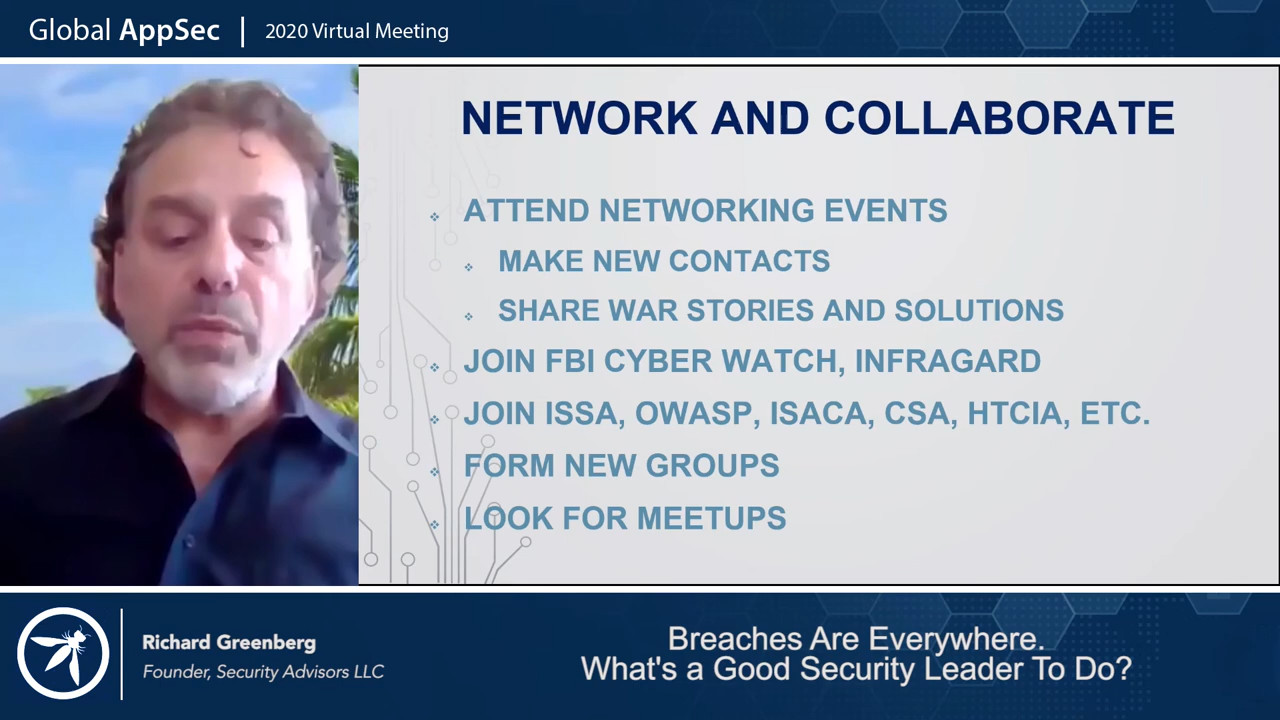 Global AppSec | 2020 Virtual Meeting
NETWORK AND COLLABORATE
ATTEND NETWORKING EVENTS
MAKE NEW CONTACTS
SHARE WAR STORIES AND SOLUTIONS
JOIN FBI CYBER WATCH, INFRAGARD
JOIN ISSA, OWASP, ISACA, CSA, HTCIA, ETC.
FORM NEW GROUPS
LOOK FOR MEETUPS
Richard Greenberg
Founder, Security Advisors LLC
Breaches Are Everywhere.
What's a Good Security Leader To Do?